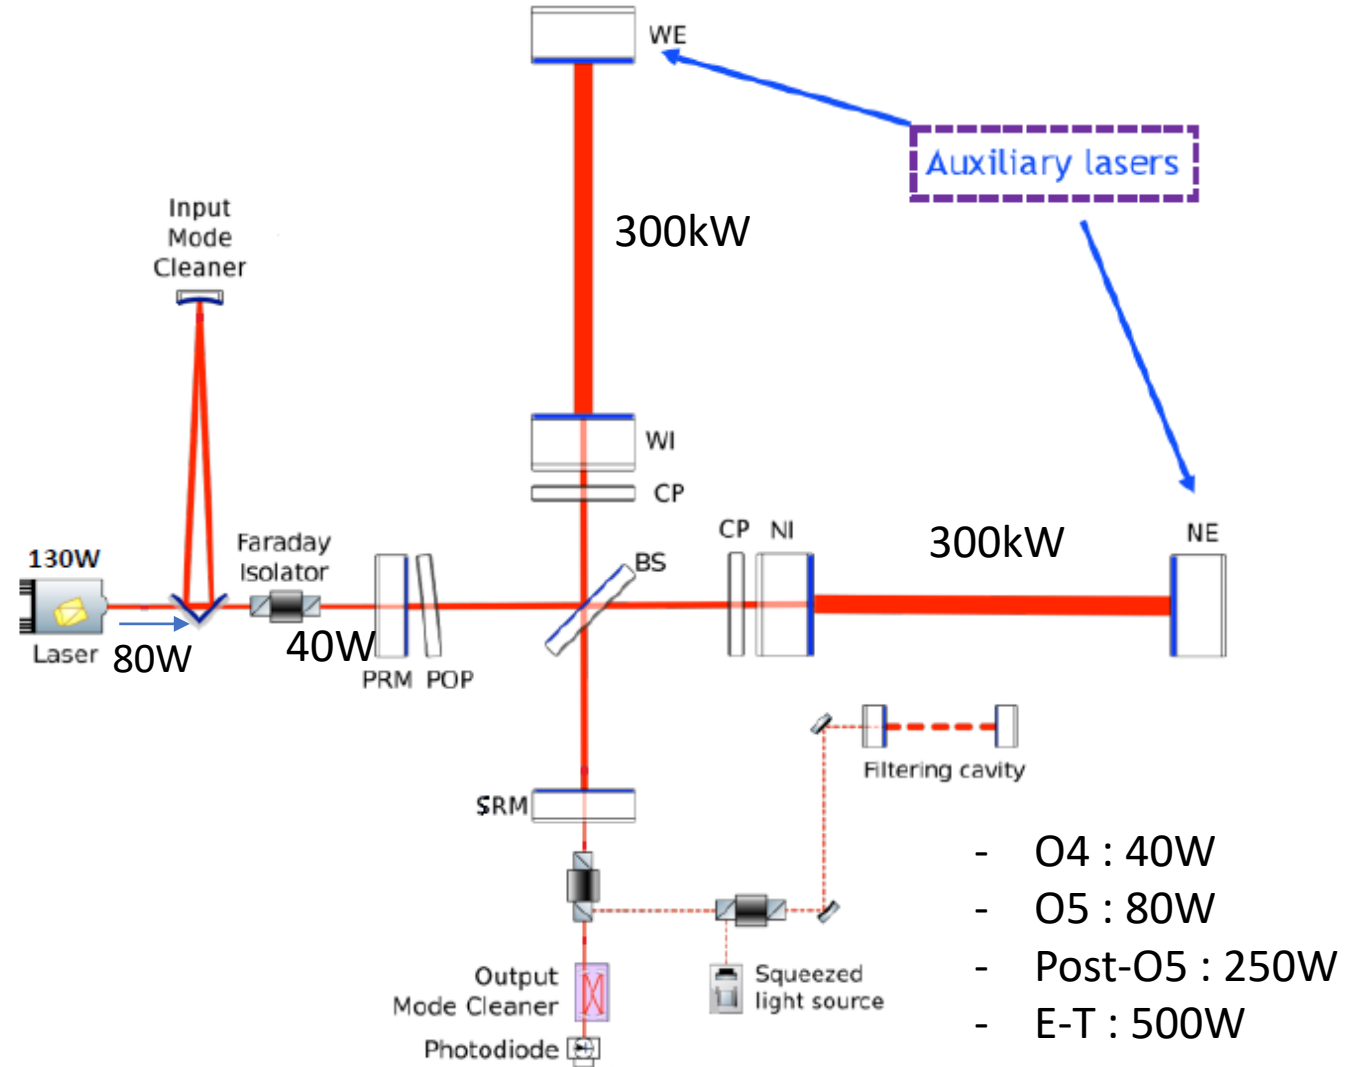 WE
Auxiliary lasers
Input
Mode
Cleaner
300kW
WI
CP
CP
NI
300kW
NE
Faraday
Isolator
BS
130W
Laser
80W
40W
PRM
POP
Filtering cavity
SRM
Squeezed
light source
Output
Mode Cleaner
Photodiode
- O4 : 40W
- O5 : 80W
- Post-O5 : 250W
- E-T : 500W